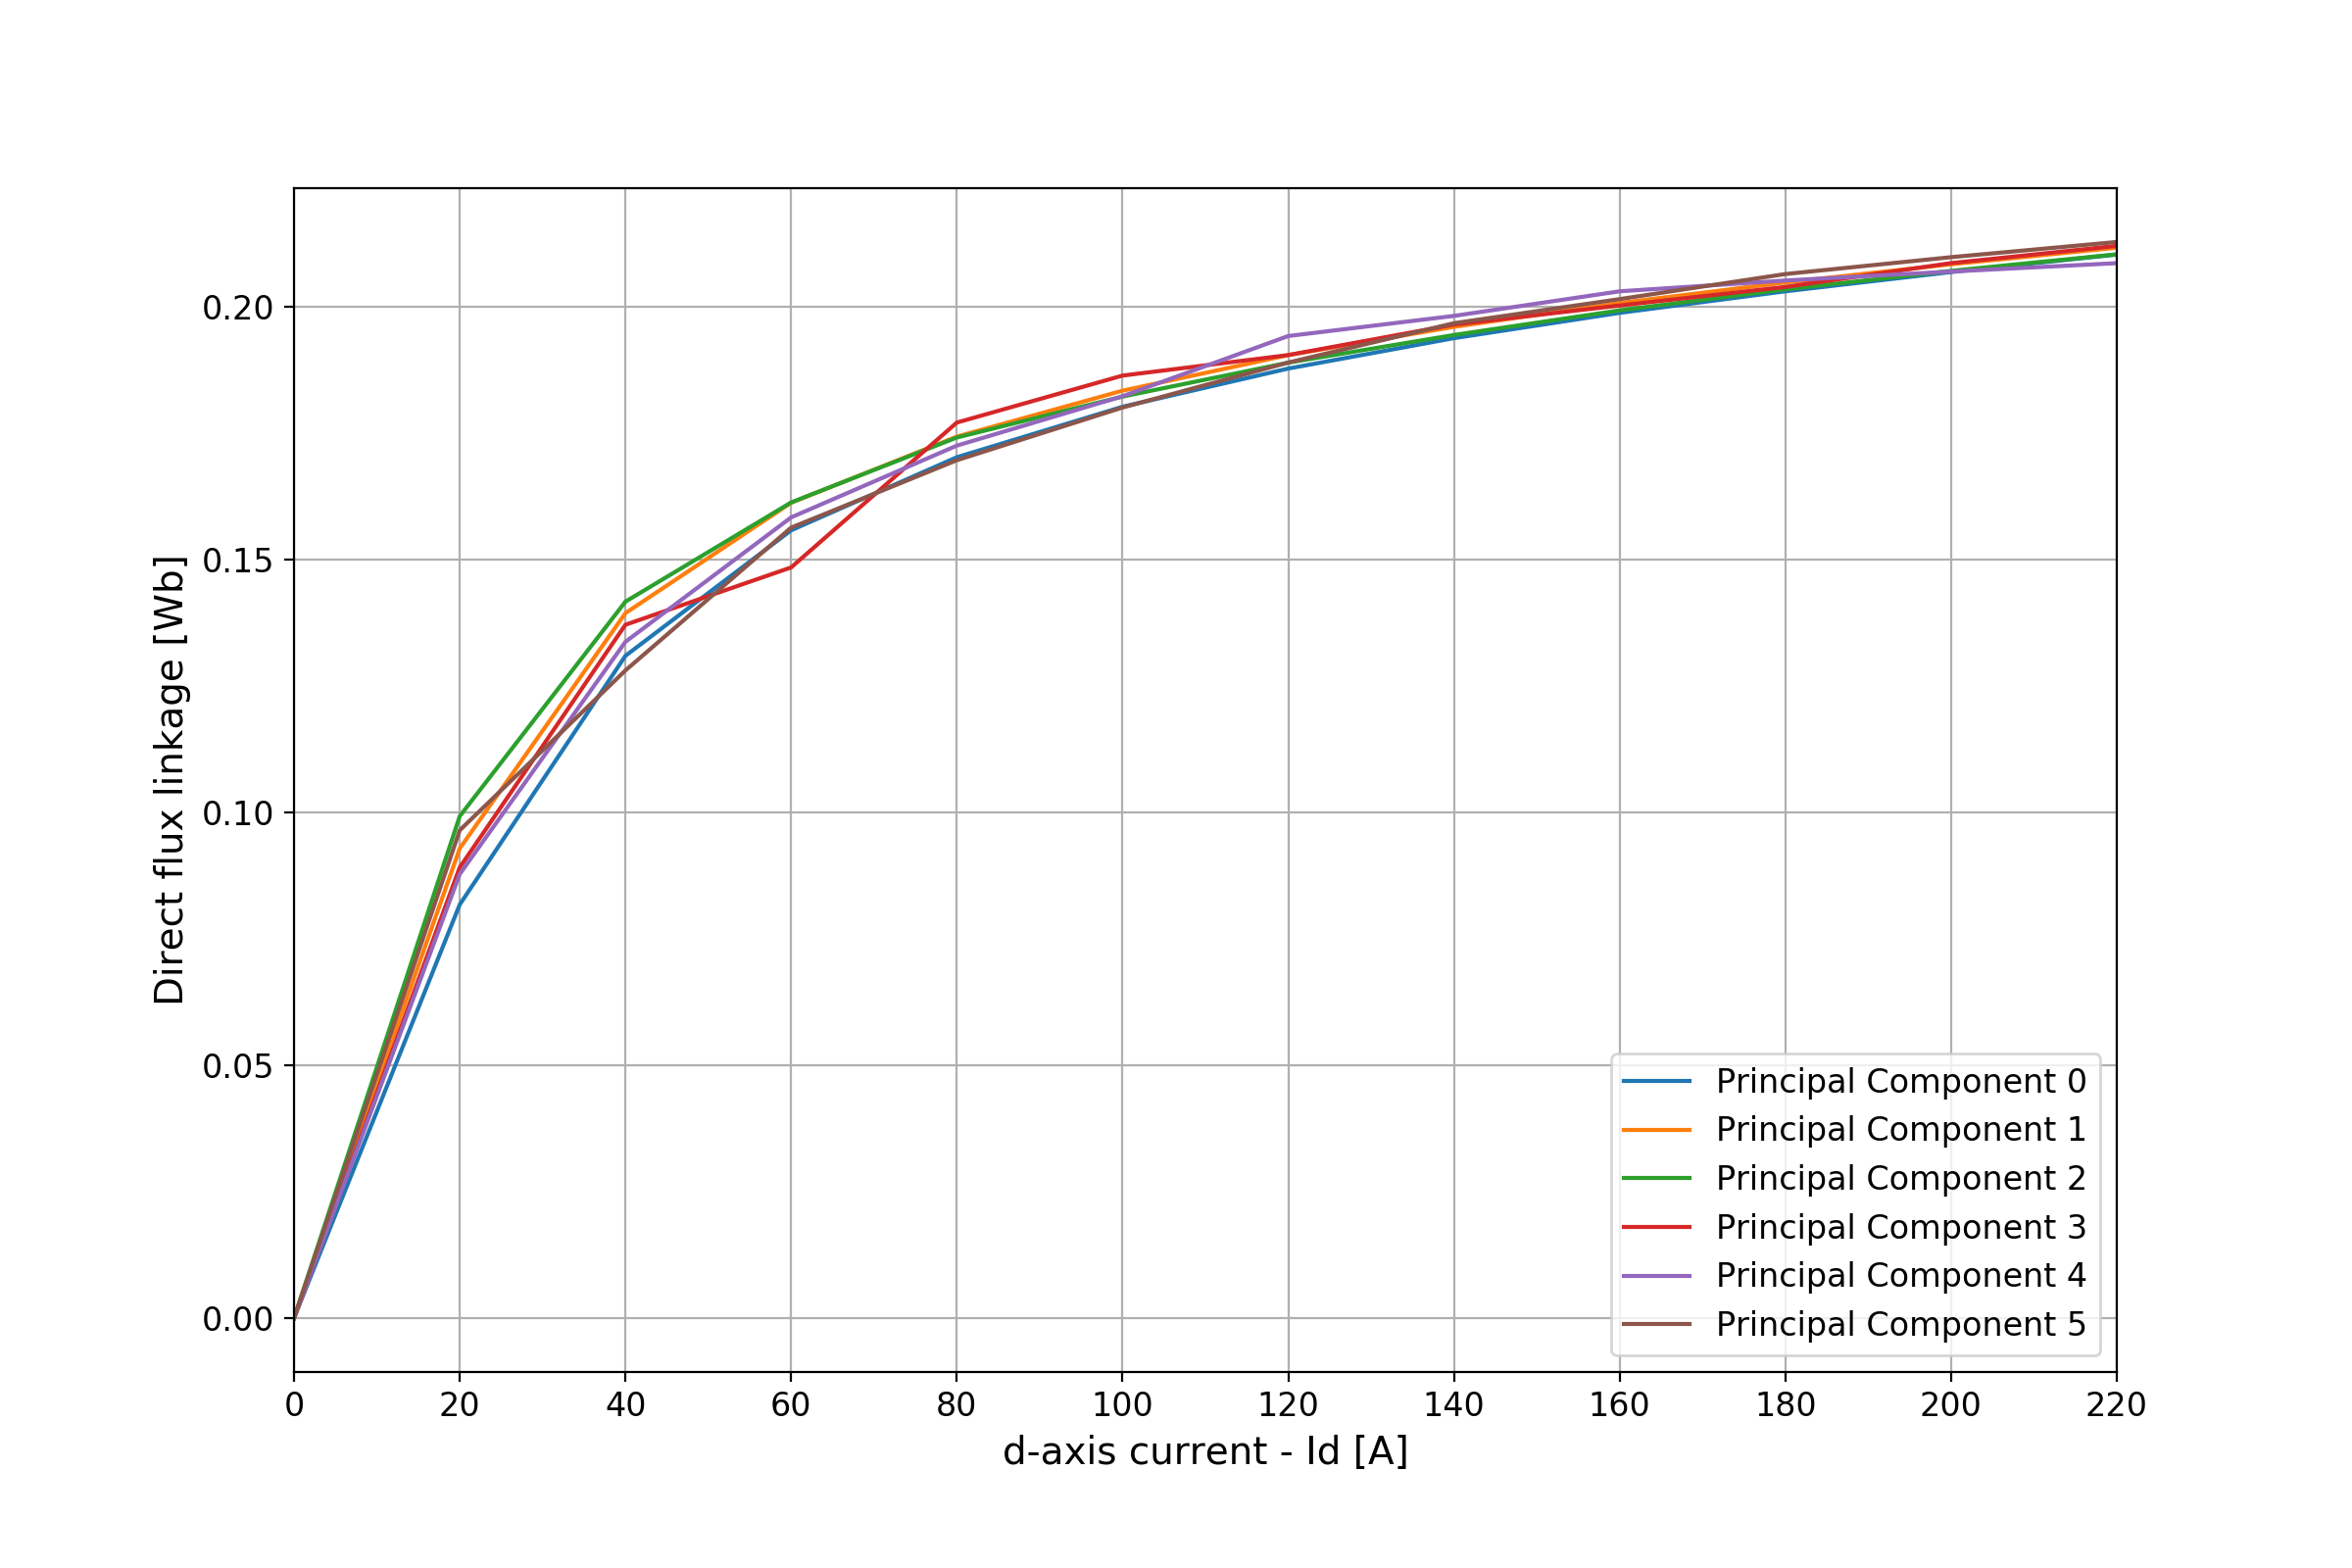 0.20
0.15
0.10
0.05
0.00
Direct flux linkage [Wb]
0 20 40 60 80 100 120 140 160 180 200 220
d-axis current - Id [A]
Principal Component 0
Principal Component 1
Principal Component 2
Principal Component 3
Principal Component 4
Principal Component 5